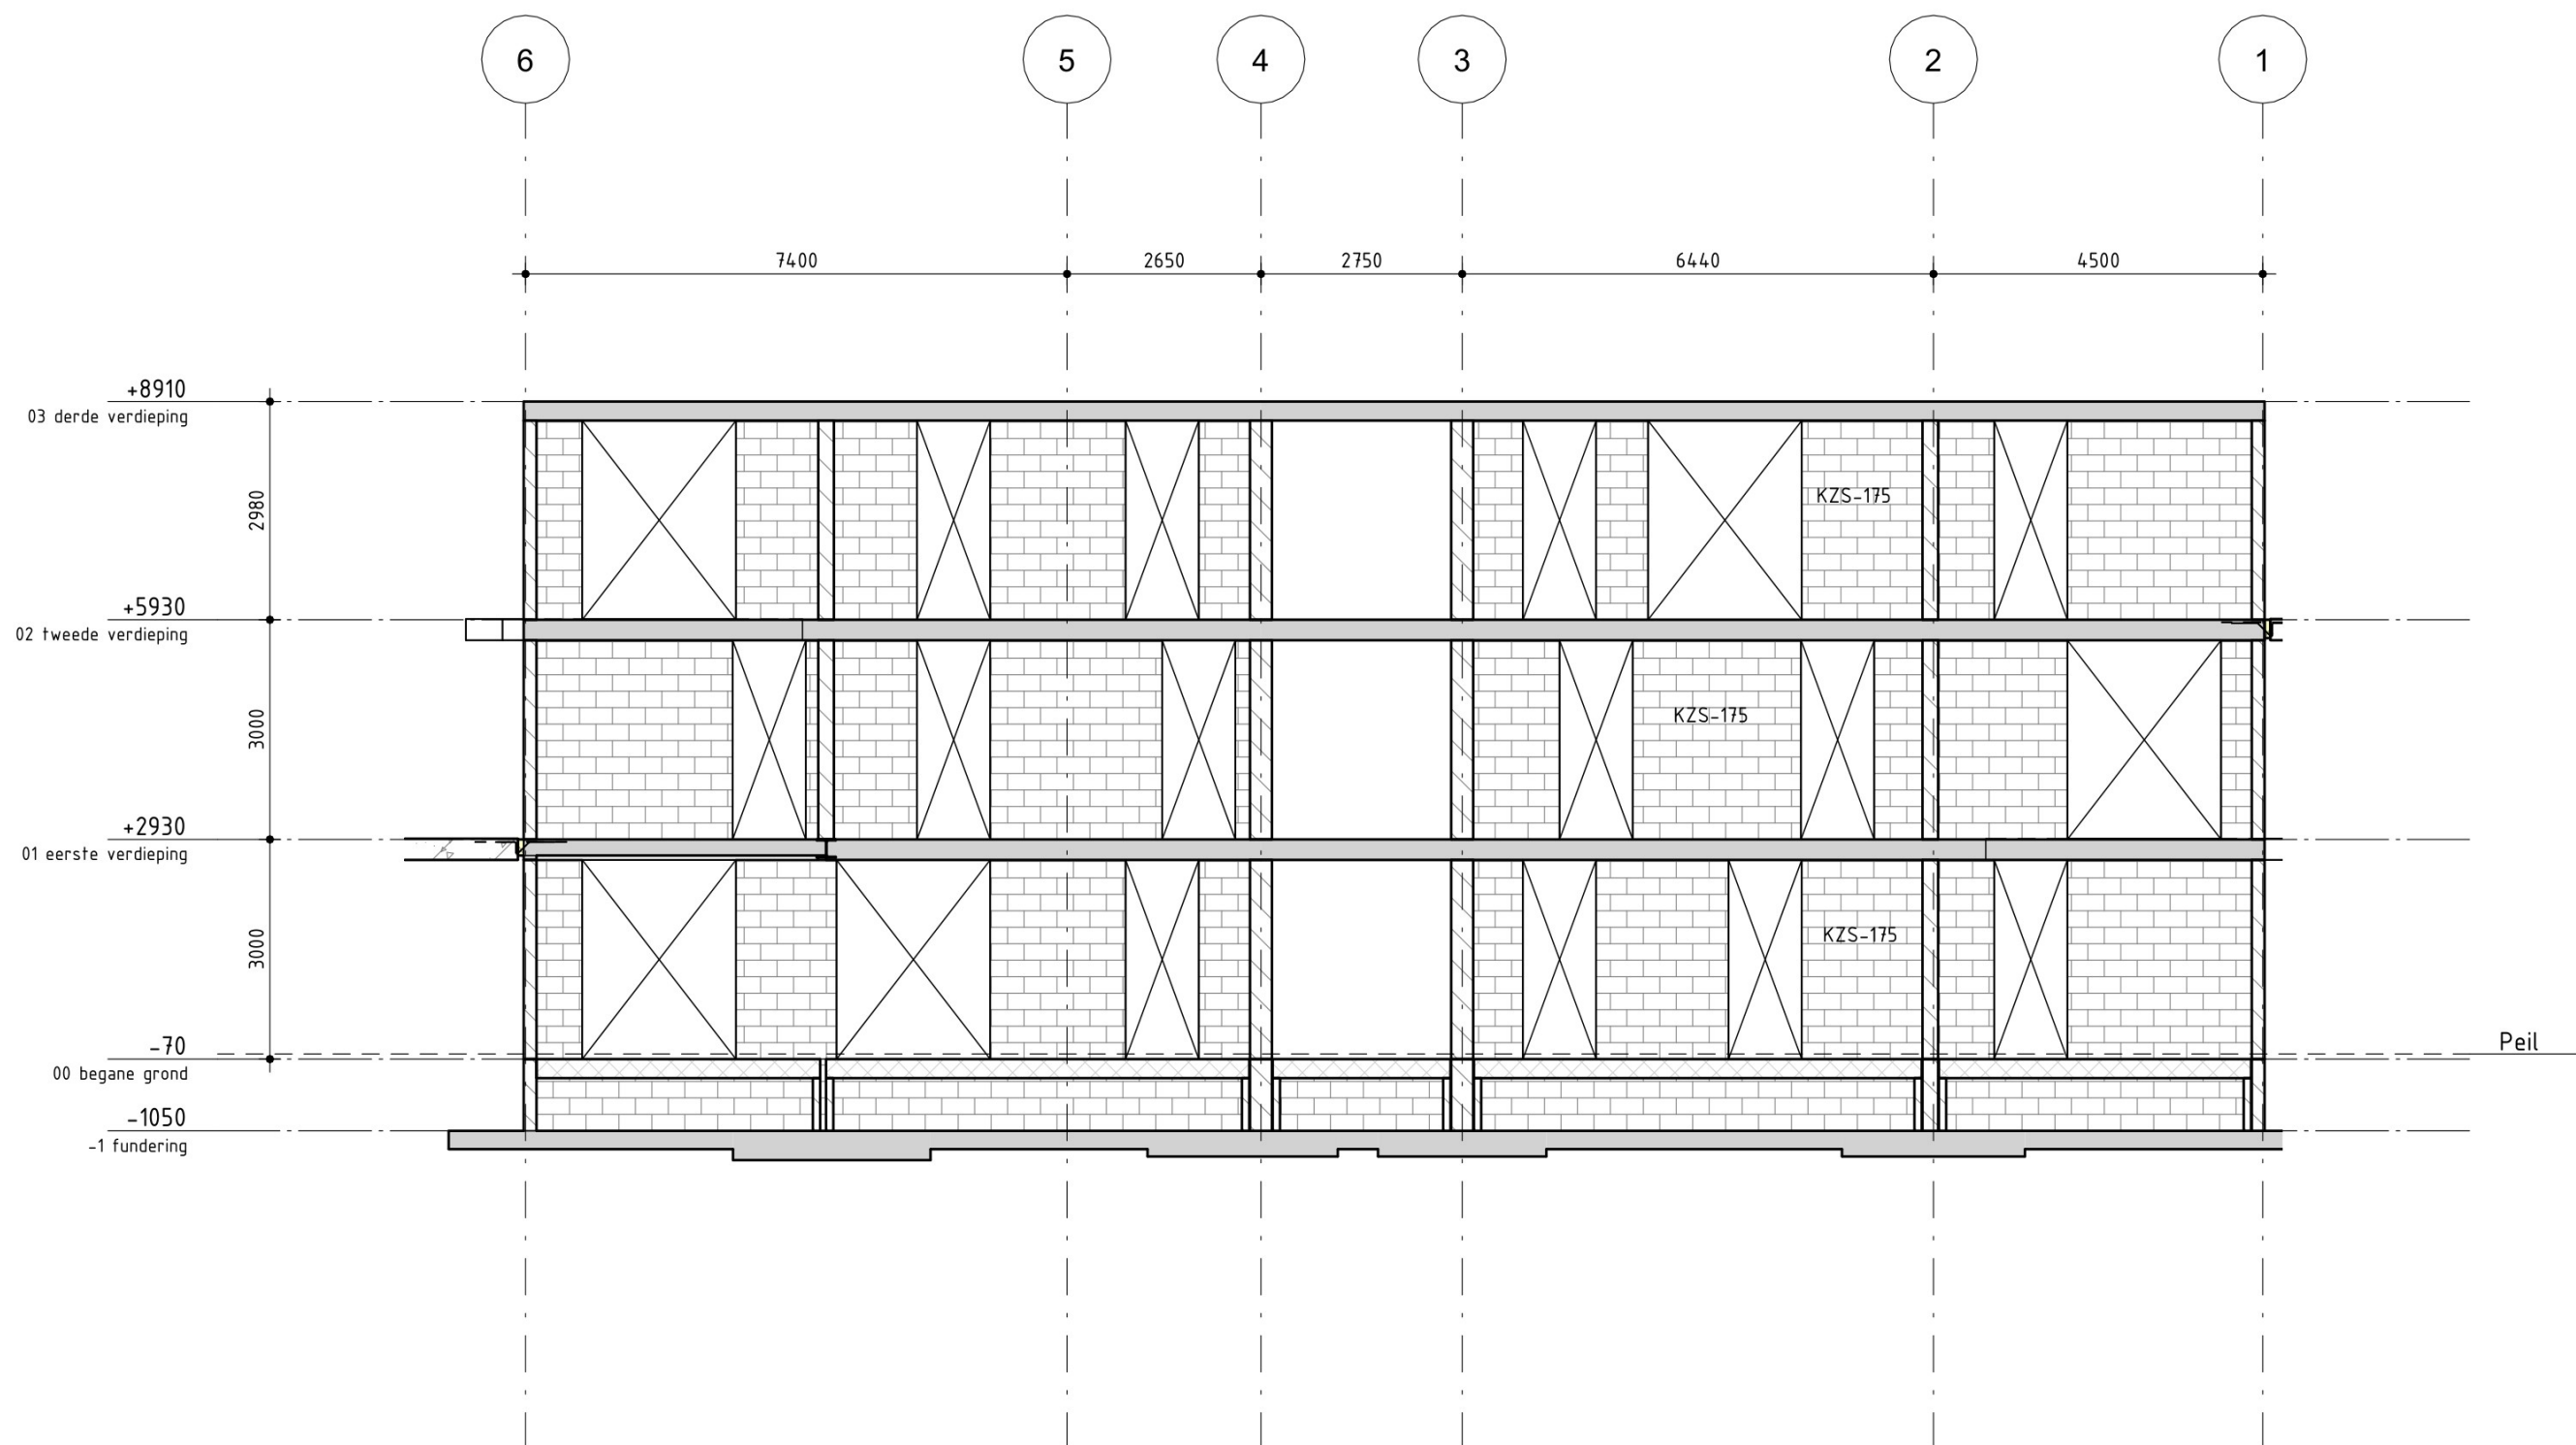 6 5 4 3 2 1
7400 2650 2750 6440 4500
+8910
03 derde verdieping
2980
KZS-175
+5930
02 tweede verdieping
3000
KZS-175
+2930
01 eerste verdieping
3000
KZS-175
-70
Peil
00 begane grond
-1050
-1 fundering